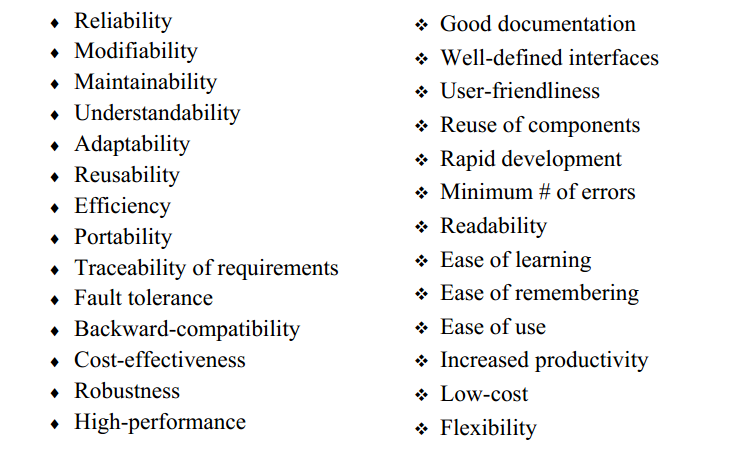 ♦ Reliability
♦ Modifiability
♦ Maintainability
♦ Understandability
♦ Adaptability
♦ Reusability
♦ Efficiency
♦ Portability
♦ Traceability of requirements
♦ Fault tolerance
♦ Backward-compatibility
♦ Cost-effectiveness
♦ Robustness
♦ High-performance
❖ Good documentation
❖ Well-defined interfaces
❖ User-friendliness
❖ Reuse of components
❖ Rapid development
❖ Minimum # of errors
❖ Readability
❖ Ease of learning
❖ Ease of remembering
❖ Ease of use
❖ Increased productivity
❖ Low-cost
❖ Flexibility